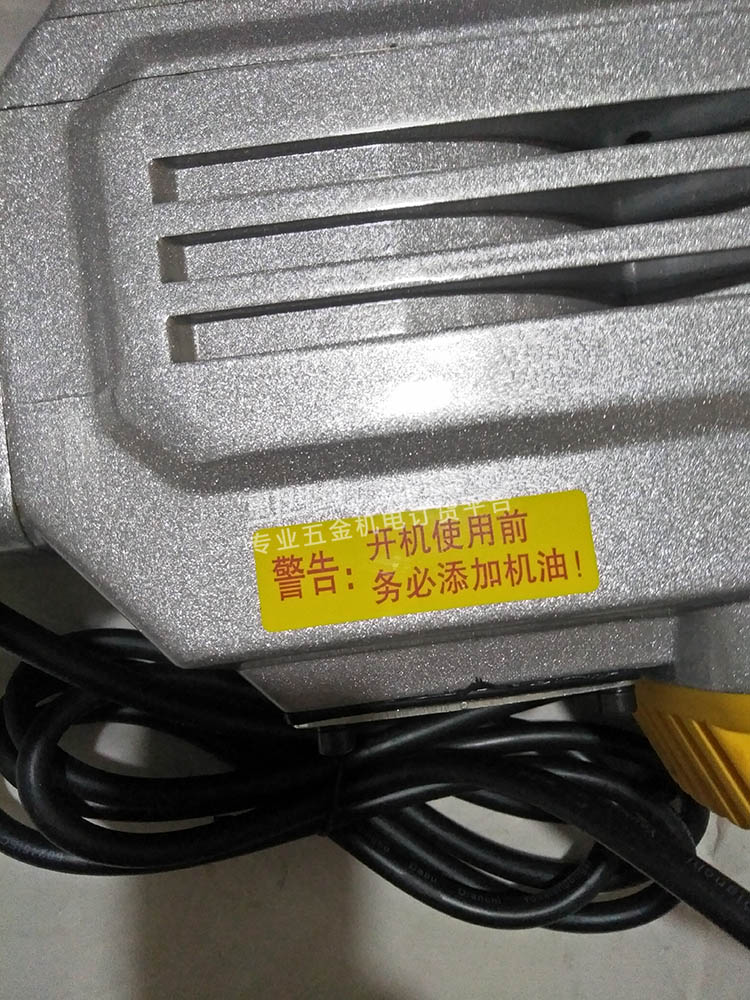 专业五金机电订货平台
警告：开机使用前
务必添加机油！